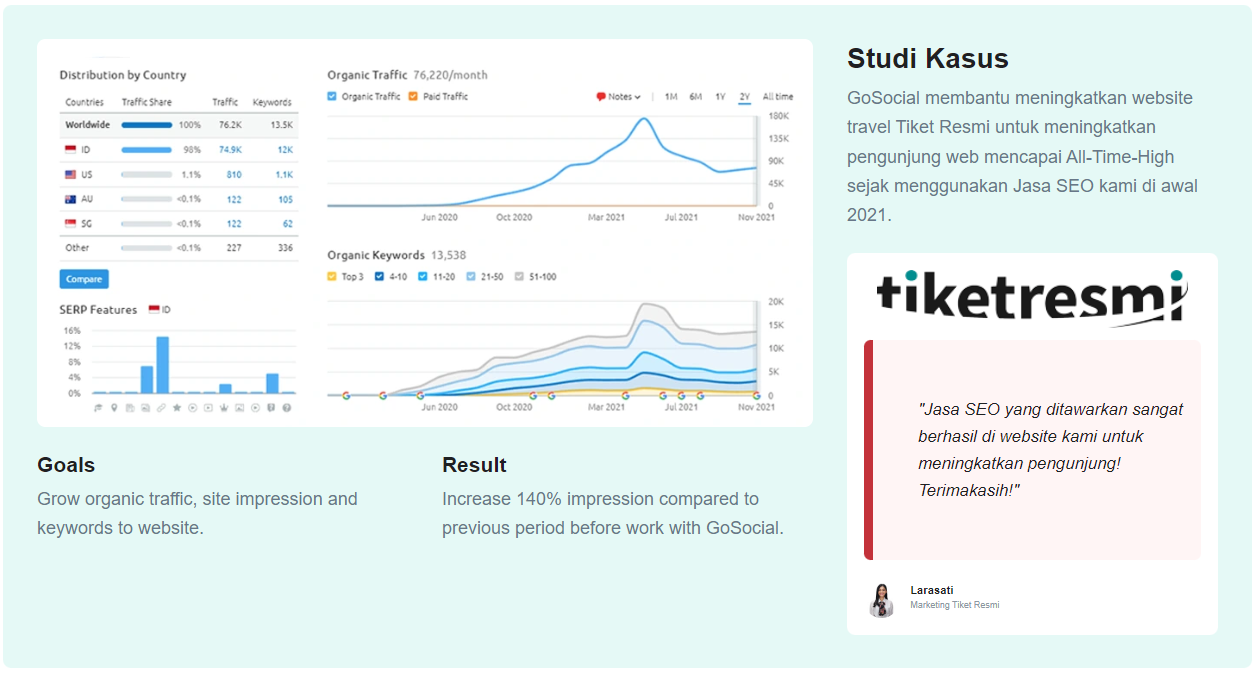 Distribution by Country
Countries Traffic Share Traffic Keywords
Worldwide 100% 76.2K 13.5K
ID 98% 74.9K 12K
US 1.1% 810 1.1K
AU <0.1% 122 105
SG <0.1% 122 62
Other <0.1% 227 336
Compare
SERP Features ID
16%
12%
8%
4%
0%
Organic Traffic 76,220/month
Organic Traffic Paid Traffic
Notes 1M 6M 1Y 2Y All time
180K
135K
90K
45K
0
Jun 2020 Oct 2020 Mar 2021 Jul 2021 Nov 2021
Organic Keywords 13,538
Top 3 4-10 11-20 21-50 51-100
20K
15K
10K
5K
0
Jun 2020 Oct 2020 Mar 2021 Jul 2021 Nov 2021
Goals
Grow organic traffic, site impression and
keywords to website.
Result
Increase 140% impression compared to
previous period before work with GoSocial.
Studi Kasus
GoSocial membantu meningkatkan website
travel Tiket Resmi untuk meningkatkan
pengunjung web mencapai All-Time-High
sejak menggunakan Jasa SEO kami di awal
2021.
tiketresmi
"Jasa SEO yang ditawarkan sangat
berhasil di website kami untuk
meningkatkan pengunjung!
Terimakasih!"
Larasati
Marketing Tiket Resmi